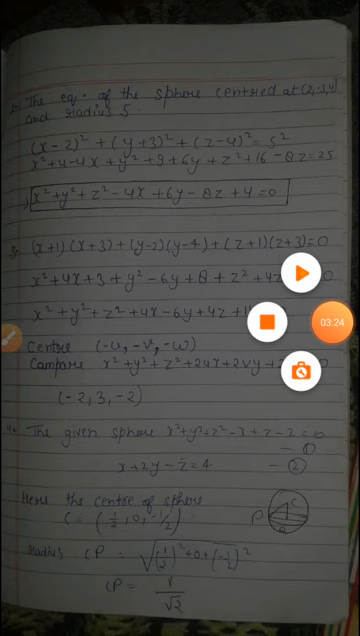 2. The eqn. of the sphere centred at (2,-3,4)
and radius 5.
(x-2)² + (y+3)² + (z-4)² = 5²
x²+4-4x+y²+9+6y+z²+16-8z=25
x²+y²+z²-4x+6y-8z+4=0
3. (x+1)(x+3)+(y-2)(y-4)+(z+1)(z+3)=0
x²+4x+3+y²-6y+8+z²+4z 0
x²+y²+z²+4x-6y+4z+1
03:24
Centre (-u,-v,-w)
Compare x²+y²+z²+2ux+2vy+2 0
(-2,3,-2)
4. The given sphere x²+y²+z²-x+z-2=0
— ①
x+2y-z=4 — ②
Here the centre of sphere
C = (1/2, 0, -1/2)
C
P
radius CP = √((1/2)²+0+(-1/2)²
CP = 1/√2